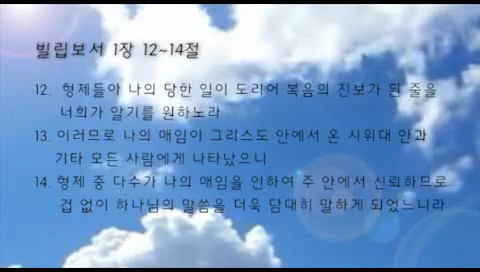 빌립보서 1장 12~14절
12. 형제들아 나의 당한 일이 도리어 복음의 진보가 된 줄을
너희가 알기를 원하노라
13. 이러므로 나의 매임이 그리스도 안에서 온 시위대 안과
기타 모든 사람에게 나타났으니
14. 형제 중 다수가 나의 매임을 인하여 주 안에서 신뢰하므로
겁 없이 하나님의 말씀을 더욱 담대히 말하게 되었느니라